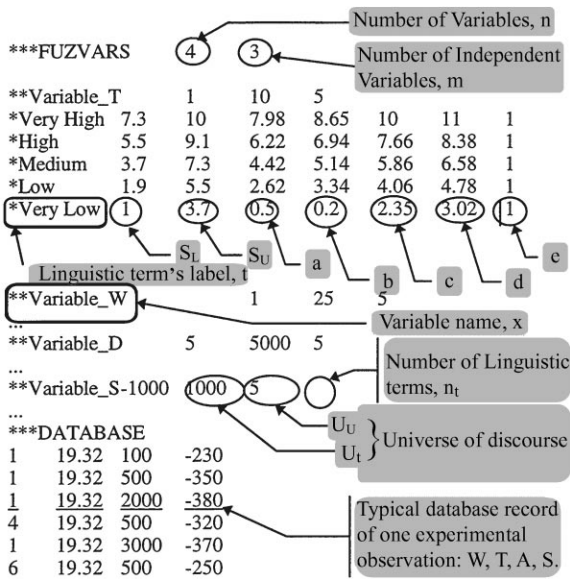 Number of Variables, n
***FUZVARS 4 3
Number of Independent
Variables, m
**Variable_T 1 10 5
*Very High 7.3 10 7.98 8.65 10 11 1
*High 5.5 9.1 6.22 6.94 7.66 8.38 1
*Medium 3.7 7.3 4.42 5.14 5.86 6.58 1
*Low 1.9 5.5 2.62 3.34 4.06 4.78 1
*Very Low 1 3.7 0.5 0.2 2.35 3.02 1
S_L S_U a b c d e
Linguistic term's label, t
**Variable_W 1 25 5
...
Variable name, x
**Variable_D 5 5000 5
...
Number of Linguistic
terms, n_t
**Variable_S-1000 1000 5
...
U_U
U_t } Universe of discourse
***DATABASE
1 19.32 100 -230
1 19.32 500 -350
1 19.32 2000 -380
4 19.32 500 -320
1 19.32 3000 -370
6 19.32 500 -250
Typical database record
of one experimental
observation: W, T, A, S.